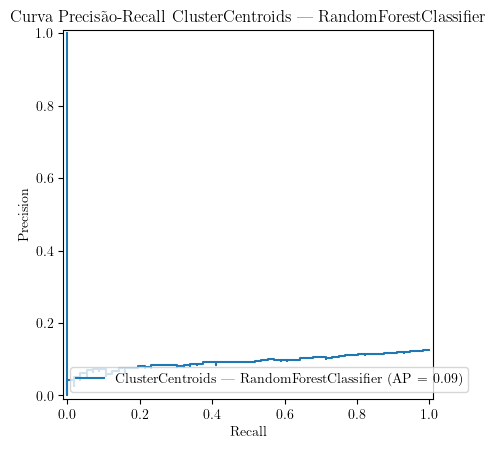 Curva Precisão-Recall ClusterCentroids — RandomForestClassifier
1.0
0.8
0.6
0.4
0.2
0.0
Precision
ClusterCentroids — RandomForestClassifier (AP = 0.09)
0.0 0.2 0.4 0.6 0.8 1.0
Recall